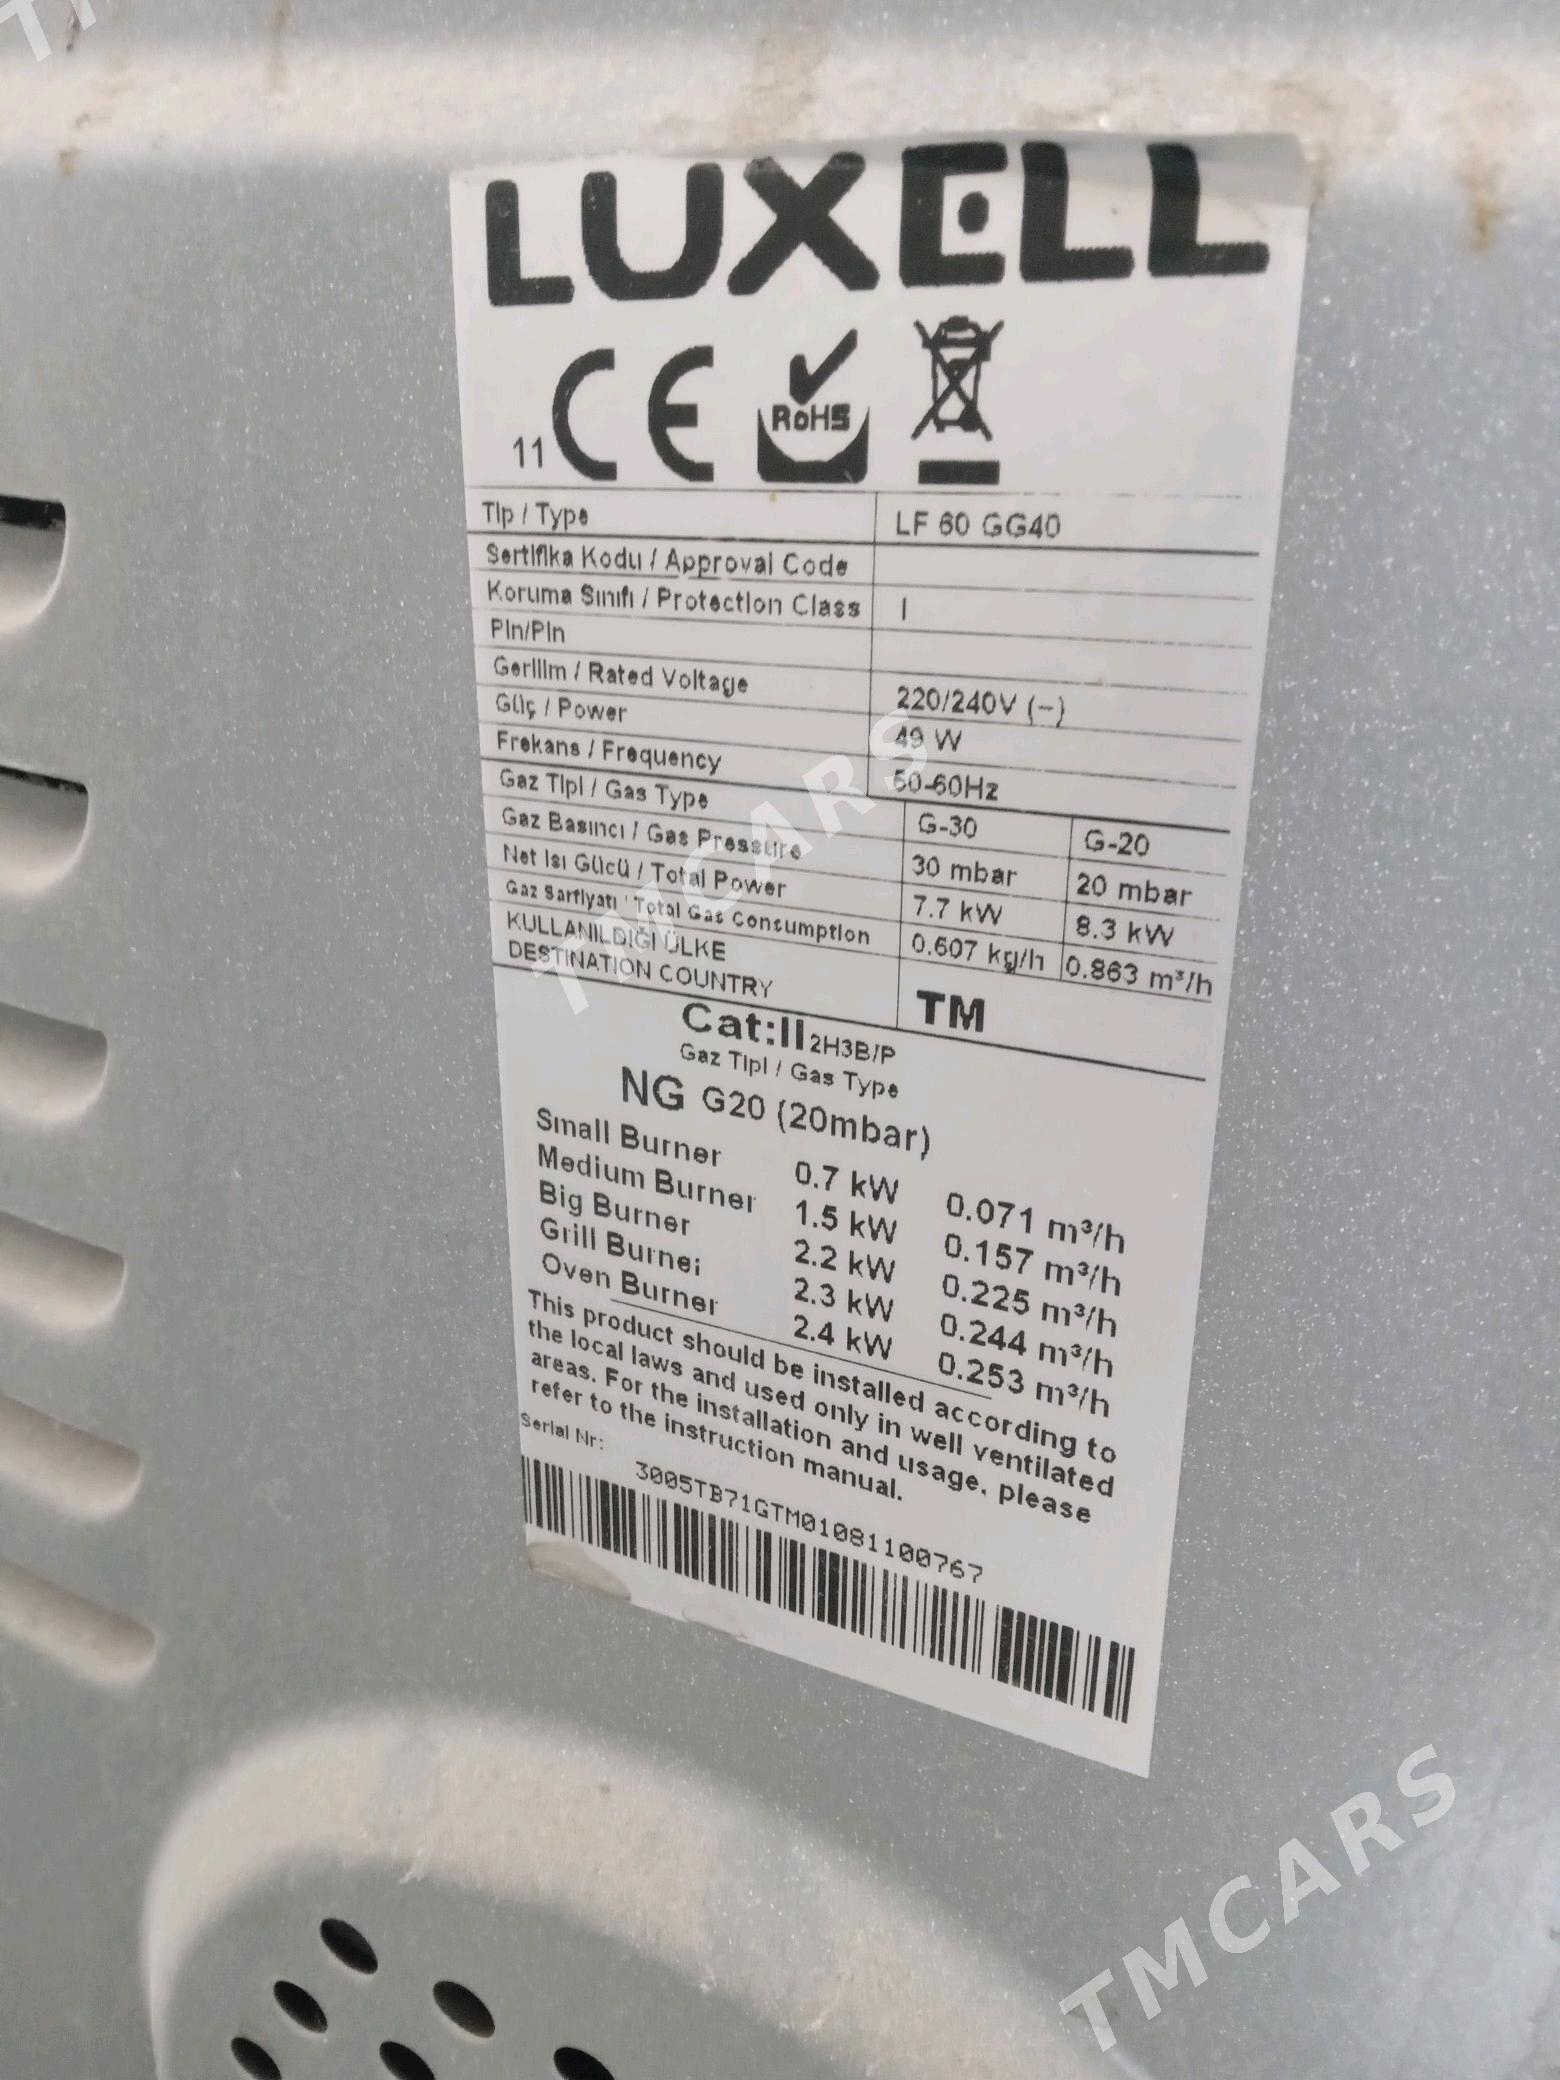 LUXELL
11 CE RoHS
Tip / Type LF 60 GG40
Sertifika Kodu / Approval Code
Koruma Sınıfı / Protection Class I
Pin/Pin
Gerilim / Rated Voltage 220/240V (~)
Güç / Power 49 W
Frekans / Frequency 50-60Hz
Gaz Tipi / Gas Type G-30 G-20
Gaz Basıncı / Gas Pressure 30 mbar 20 mbar
Net Isı Gücü / Total Power 7.7 kW 8.3 kW
Gaz Sarfiyatı / Total Gas Consumption 0.607 kg/h 0.863 m³/h
KULLANILDIĞI ÜLKE
DESTINATION COUNTRY TM
Cat:II2H3B/P
Gaz Tipi / Gas Type
NG G20 (20mbar)
Small Burner 0.7 kW 0.071 m³/h
Medium Burner 1.5 kW 0.157 m³/h
Big Burner 2.2 kW 0.225 m³/h
Grill Burner 2.3 kW 0.244 m³/h
Oven Burner 2.4 kW 0.253 m³/h
This product should be installed according to
the local laws and used only in well ventilated
areas. For the installation and usage, please
refer to the instruction manual.
Serial Nr:
3005TB71GTM01081100767
TMCARS
TMCARS